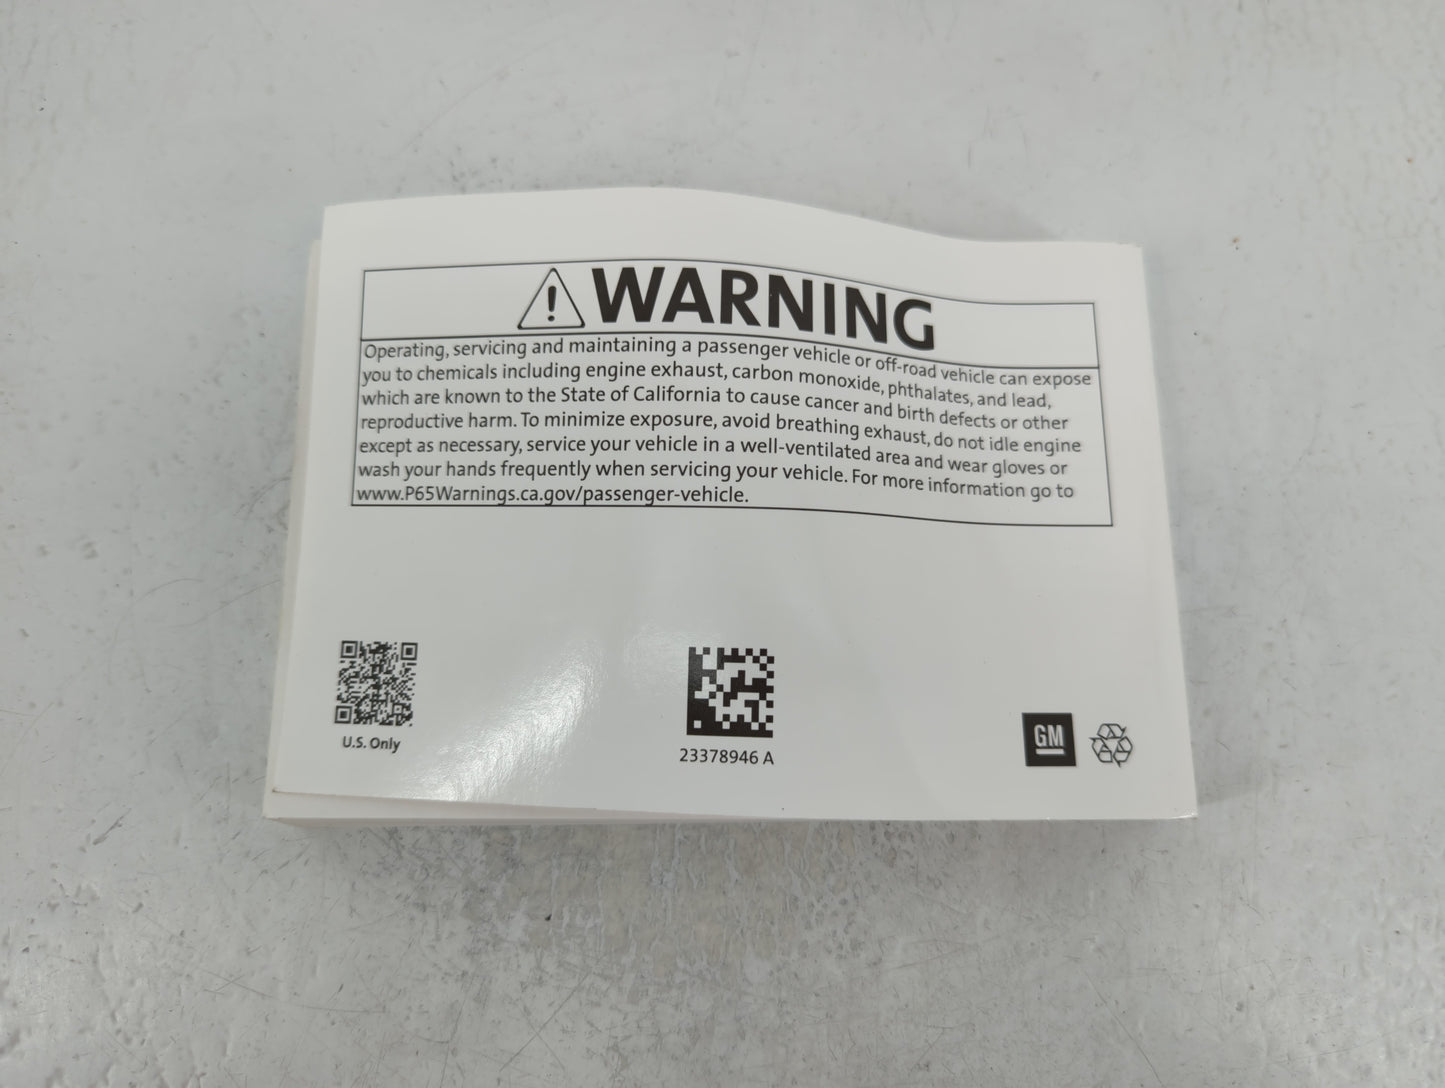 WARNING
Operating, servicing and maintaining a passenger vehicle or off-road vehicle can expose
you to chemicals including engine exhaust, carbon monoxide, phthalates, and lead,
which are known to the State of California to cause cancer and birth defects or other
reproductive harm. To minimize exposure, avoid breathing exhaust, do not idle engine
except as necessary, service your vehicle in a well-ventilated area and wear gloves or
wash your hands frequently when servicing your vehicle. For more information go to
www.P65Warnings.ca.gov/passenger-vehicle.
U.S. Only
23378946 A
GM